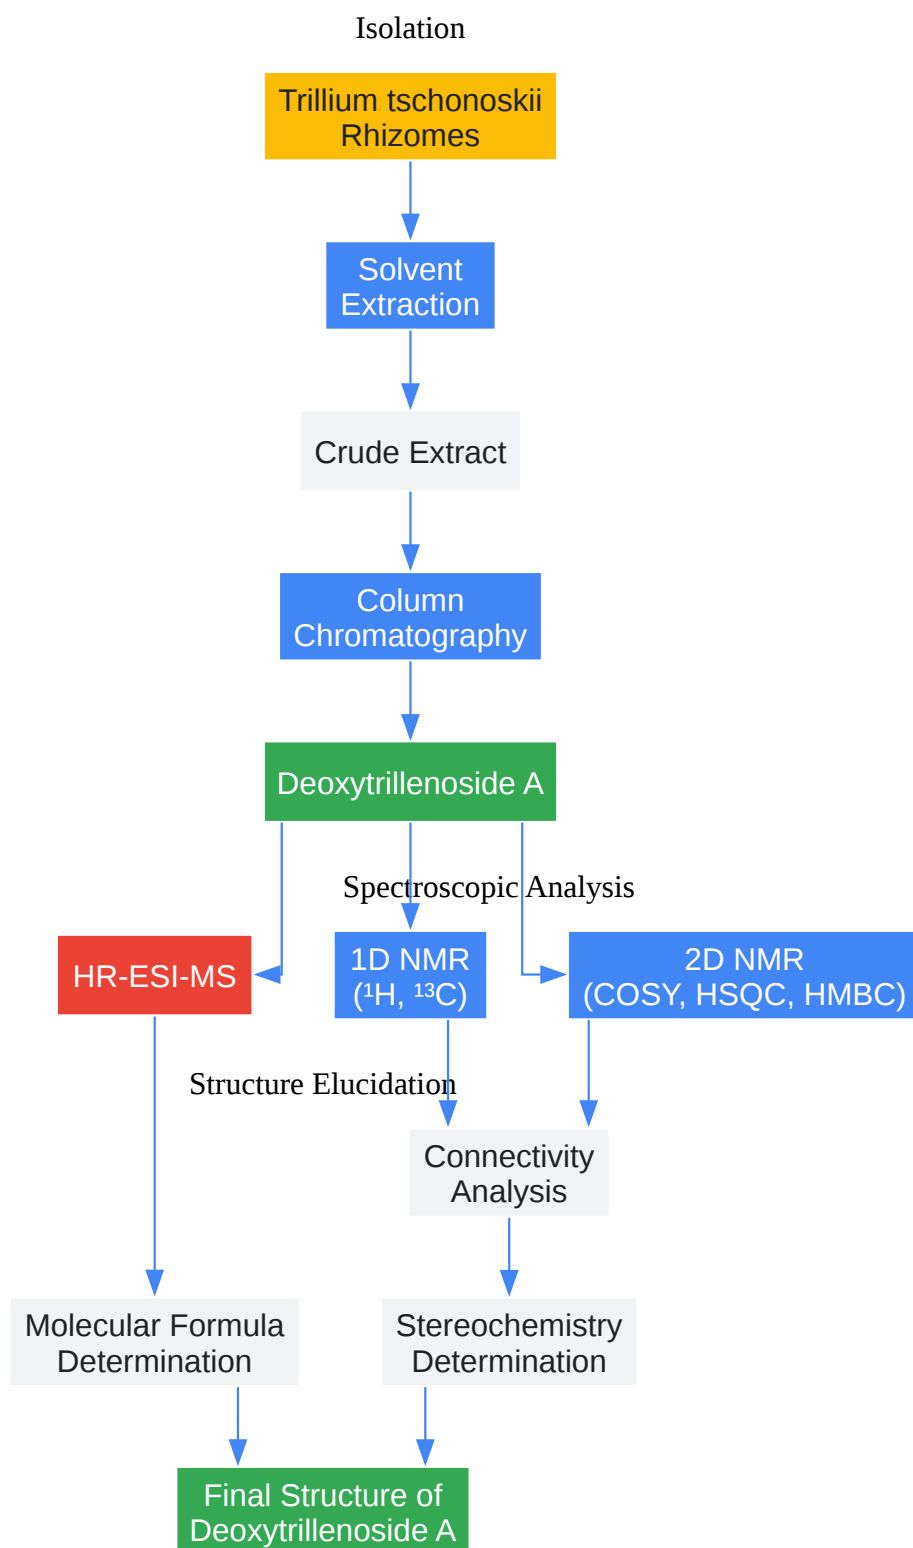 Isolation
Trillium tschonoskii
Rhizomes
Solvent
Extraction
Crude Extract
Column
Chromatography
Deoxytrillenoside A
Spectroscopic Analysis
HR-ESI-MS
1D NMR
(¹H, ¹³C)
2D NMR
(COSY, HSQC, HMBC)
Structure Elucidation
Connectivity
Analysis
Molecular Formula
Determination
Stereochemistry
Determination
Final Structure of
Deoxytrillenoside A